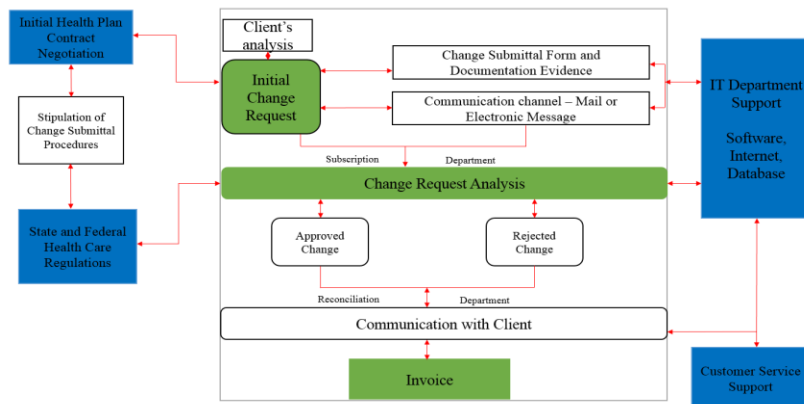 Initial Health Plan
Contract
Negotiation
Stipulation of
Change Submittal
Procedures
State and Federal
Health Care
Regulations
Client's
analysis
Initial
Change
Request
Change Submittal Form and
Documentation Evidence
Communication channel – Mail or
Electronic Message
Subscription Department
Change Request Analysis
Approved
Change
Rejected
Change
Reconciliation Department
Communication with Client
Invoice
IT Department
Support
Software,
Internet,
Database
Customer Service
Support